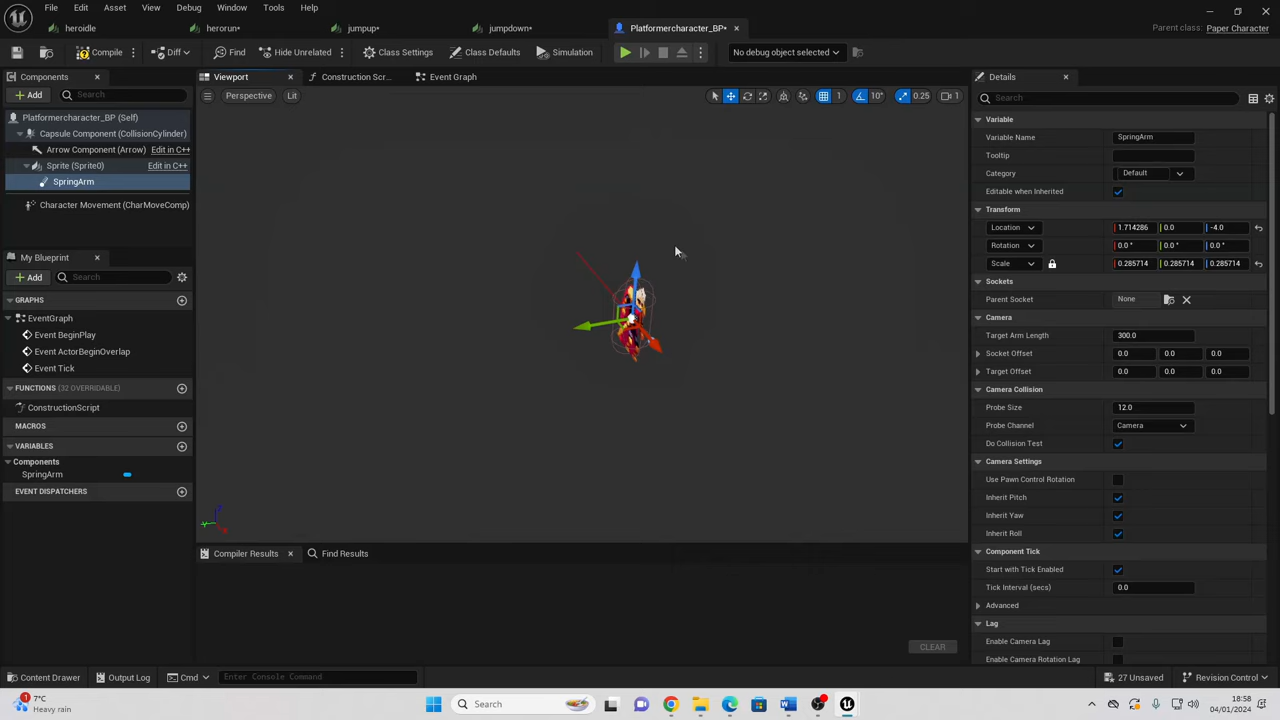 File Edit Asset View Debug Window Tools Help
heroidle
herorun•
jumpup•
jumpdown•
Platformercharacter_BP•
Parent class: Paper Character
Compile
Diff
Find
Hide Unrelated
Class Settings
Class Defaults
Simulation
No debug object selected
Components
Add
Search
Platformercharacter_BP (Self)
Capsule Component (CollisionCylinder)
Arrow Component (Arrow) Edit in C++
Sprite (Sprite0) Edit in C++
SpringArm
Character Movement (CharMoveComp)
My Blueprint
Add
Search
GRAPHS
EventGraph
Event BeginPlay
Event ActorBeginOverlap
Event Tick
FUNCTIONS (32 OVERRIDABLE)
ConstructionScript
MACROS
VARIABLES
Components
SpringArm
EVENT DISPATCHERS
Viewport
Construction Scr...
Event Graph
Perspective
Lit
1
10°
0.25
1
Compiler Results
Find Results
CLEAR
Details
Search
Variable
Variable Name SpringArm
Tooltip
Category Default
Editable when Inherited
Transform
Location 1.714286 0.0 -4.0
Rotation 0.0 ° 0.0 ° 0.0 °
Scale 0.285714 0.285714 0.285714
Sockets
Parent Socket None
Camera
Target Arm Length 300.0
Socket Offset 0.0 0.0 0.0
Target Offset 0.0 0.0 0.0
Camera Collision
Probe Size 12.0
Probe Channel Camera
Do Collision Test
Camera Settings
Use Pawn Control Rotation
Inherit Pitch
Inherit Yaw
Inherit Roll
Component Tick
Start with Tick Enabled
Tick Interval (secs) 0.0
Advanced
Lag
Enable Camera Lag
Enable Camera Rotation Lag
Content Drawer
Output Log
Cmd
Enter Console Command
27 Unsaved
Revision Control
7°C
Heavy rain
Search
18:58
04/01/2024